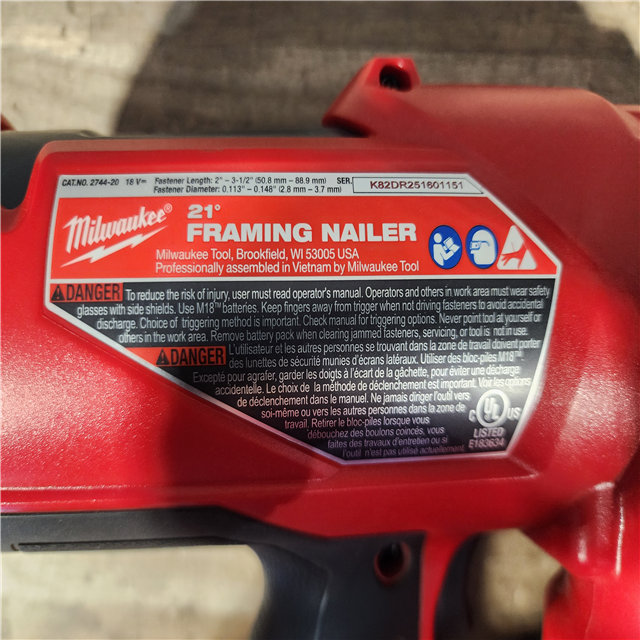 CAT.NO. 2744-20 18 V⎓ Fastener Length: 2" – 3-1/2" (50.8 mm – 88.9 mm) SER.
Fastener Diameter: 0.113" – 0.148" (2.8 mm – 3.7 mm)
K82DR251601151
Milwaukee®
21°
FRAMING NAILER
Milwaukee Tool, Brookfield, WI 53005 USA
Professionally assembled in Vietnam by Milwaukee Tool
DANGER To reduce the risk of injury, user must read operator's manual. Operators and others in work area must wear safety
glasses with side shields. Use M18™ batteries. Keep fingers away from trigger when not driving fasteners to avoid accidental
discharge. Choice of triggering method is important. Check manual for triggering options. Never point tool at yourself or
others in the work area. Remove battery pack when clearing jammed fasteners, servicing, or tool is not in use.
DANGER L'utilisateur et les autres personnes se trouvant dans la zone de travail doivent porter
des lunettes de sécurité munies d'écrans latéraux. Utiliser des bloc-piles M18™.
Excepté pour agrafer, garder les doigts à l'écart de la gâchette, pour éviter une décharge
accidentelle. Le choix de la méthode de déclenchement est important. Voir les options
de déclenchement dans le manuel. Ne jamais diriger l'outil vers
soi-même ou vers les autres personnes dans la zone de
travail. Retirer le bloc-piles lorsque vous
débouchez des boulons coincés, vous
faites des travaux d'entretien ou si
l'outil n'est pas utilisé actuellement.
C UL US
LISTED
E183634